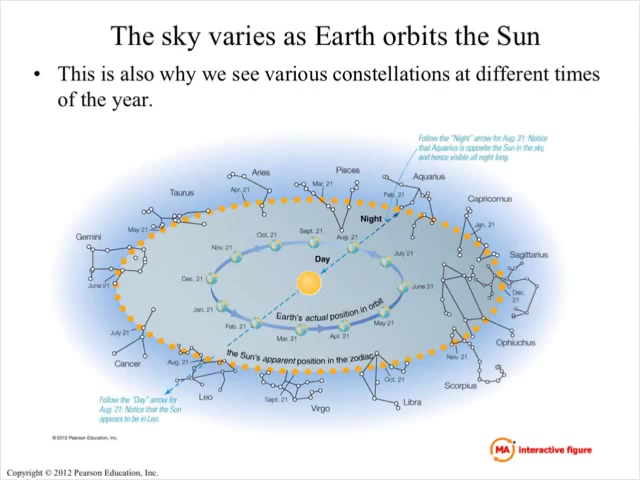 The sky varies as Earth orbits the Sun
• This is also why we see various constellations at different times
of the year.
Follow the "Night" arrow for Aug. 21: Notice
that Aquarius is opposite the Sun in the sky,
and hence visible all night long.
Pisces
Aries
Mar. 21
Aquarius
Taurus
Apr. 21
Feb. 21
Capricornus
Night
Jan. 21
May 21
Gemini
Oct. 21
Sept. 21
Aug. 21
Nov. 21
July 21
Sagittarius
Day
Dec. 21
June 21
June 21
Dec.
21
Jan. 21
Earth's actual position in orbit
Feb. 21
May 21
July 21
Mar. 21
Apr. 21
Ophiuchus
the Sun's apparent position in the zodiac
Nov. 21
Cancer
Aug. 21
Oct. 21
Scorpius
Leo
Sept. 21
Libra
Virgo
Follow the "Day" arrow for
Aug. 21: Notice that the Sun
appears to be in Leo.
© 2012 Pearson Education, Inc.
MA interactive figure
Copyright © 2012 Pearson Education, Inc.